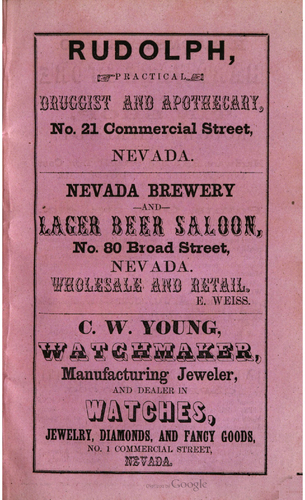 RUDOLPH,
PRACTICAL
DRUGGIST AND APOTHECARY,
No. 21 Commercial Street,
NEVADA.
NEVADA BREWERY
—AND—
LAGER BEER SALOON,
No. 80 Broad Street,
NEVADA.
WHOLESALE AND RETAIL.
E. WEISS.
C. W. YOUNG,
WATCHMAKER,
Manufacturing Jeweler,
AND DEALER IN
WATCHES,
JEWELRY, DIAMONDS, AND FANCY GOODS,
NO. 1 COMMERCIAL STREET,
NEVADA.
Google